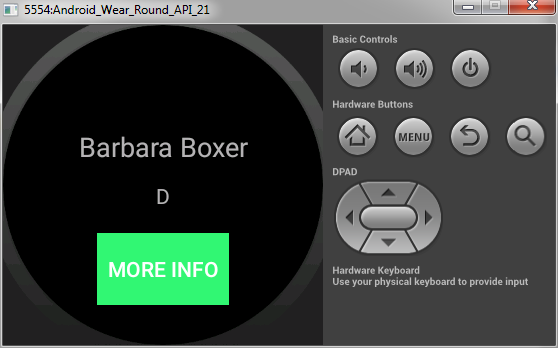 5554:Android_Wear_Round_API_21
Barbara Boxer
D
MORE INFO
Basic Controls
Hardware Buttons
MENU
DPAD
Hardware Keyboard
Use your physical keyboard to provide input